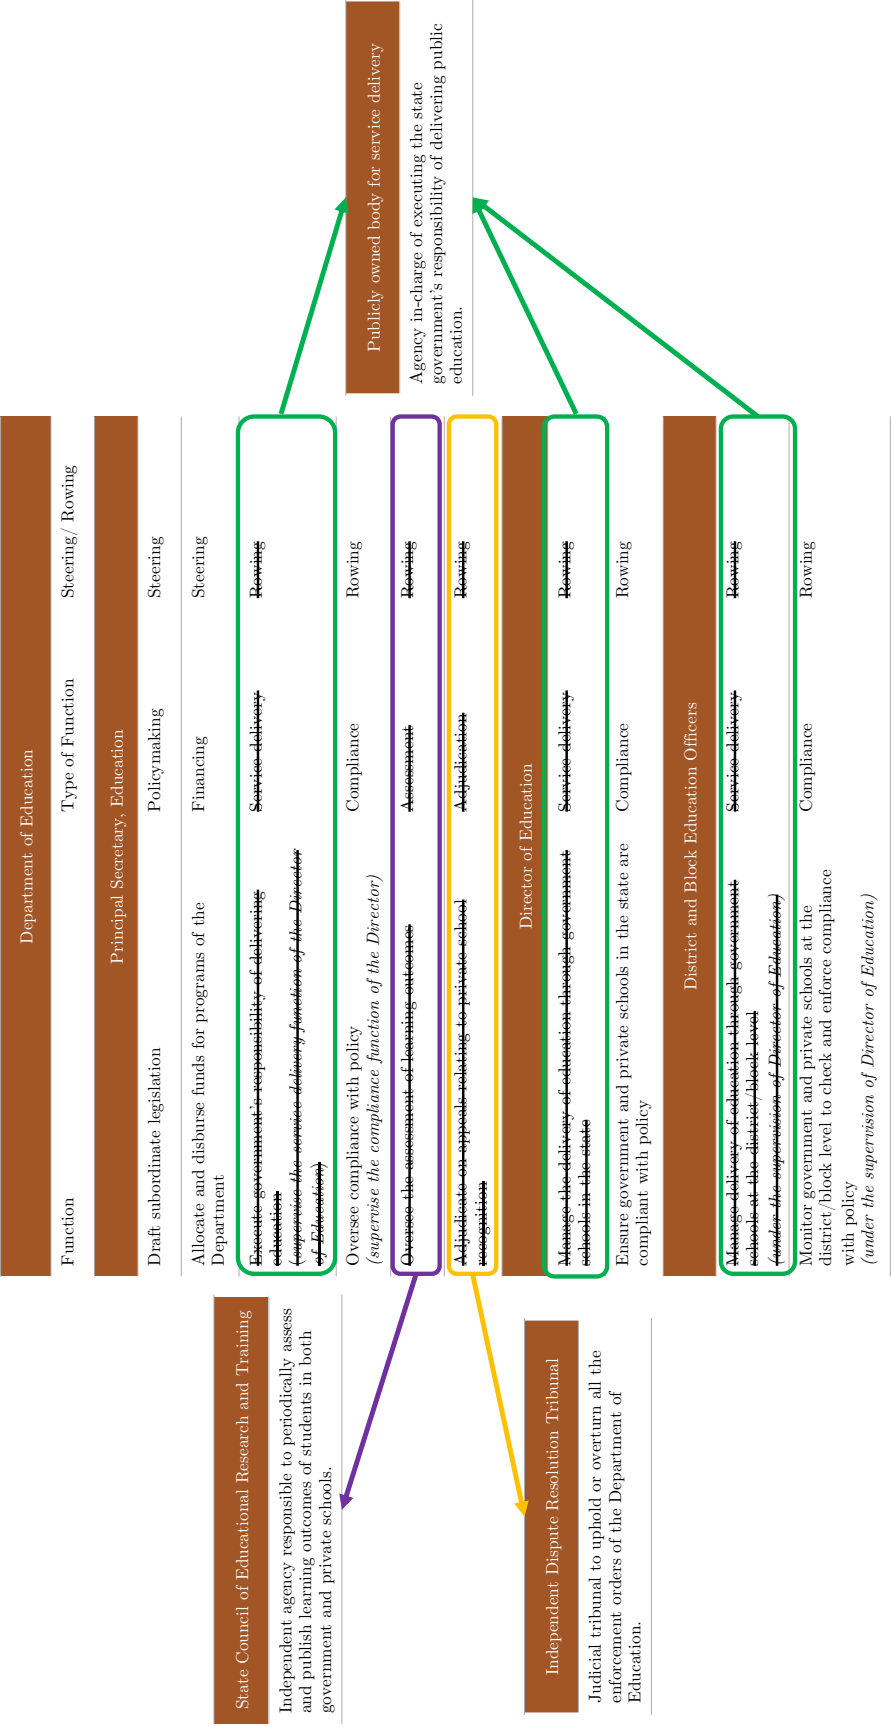 Department of Education
Function Type of Function Steering/ Rowing
Principal Secretary, Education
Draft subordinate legislation Policymaking Steering
Allocate and disburse funds for programs of the Financing Steering
Department
Execute government's responsibility of delivering Service delivery Rowing
education
(supervise the service delivery function of the Director
of Education)
Oversee compliance with policy Compliance Rowing
(supervise the compliance function of the Director)
Oversee the assessment of learning outcomes Assessment Rowing
Adjudicate on appeals relating to private school Adjudication Rowing
recognition
Director of Education
Manage the delivery of education through government Service delivery Rowing
schools in the state
Ensure government and private schools in the state are Compliance Rowing
compliant with policy
District and Block Education Officers
Manage delivery of education through government Service delivery Rowing
schools at the district/block level
(under the supervision of Director of Education)
Monitor government and private schools at the Compliance Rowing
district/block level to check and enforce compliance
with policy
(under the supervision of Director of Education)
State Council of Educational Research and Training
Independent agency responsible to periodically assess
and publish learning outcomes of students in both
government and private schools.
Independent Dispute Resolution Tribunal
Judicial tribunal to uphold or overturn all the
enforcement orders of the Department of
Education.
Publicly owned body for service delivery
Agency in-charge of executing the state
government's responsibility of delivering public
education.